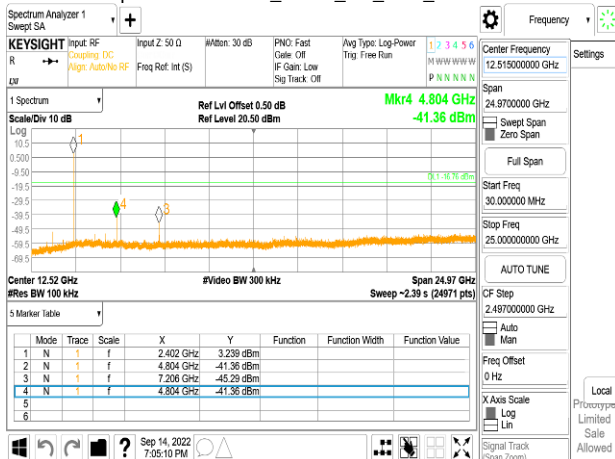 Spectrum Analyzer 1
Swept SA
Frequency
KEYSIGHT
Input: RF
Coupling: DC
Align: Auto/No RF
Input Z: 50 Ω
Freq Ref: Int (S)
#Atten: 30 dB
PNO: Fast
Gate: Off
IF Gain: Low
Sig Track: Off
Avg Type: Log-Power
Trig: Free Run
1 2 3 4 5 6
M W W W W W
P N N N N N
R
LXI
1 Spectrum
Scale/Div 10 dB
Ref Lvl Offset 0.50 dB
Ref Level 20.50 dBm
Mkr4 4.804 GHz
-41.36 dBm
Log
10.5
0.500
-9.50
-19.5
-29.5
-39.5
-49.5
-59.5
-69.5
1
4
3
DL1 -16.76 dBm
Center 12.52 GHz
#Res BW 100 kHz
#Video BW 300 kHz
Span 24.97 GHz
Sweep ~2.39 s (24971 pts)
5 Marker Table
Mode Trace Scale X Y Function Function Width Function Value
1 N 1 f 2.402 GHz 3.239 dBm
2 N 1 f 4.804 GHz -41.36 dBm
3 N 1 f 7.206 GHz -45.29 dBm
4 N 1 f 4.804 GHz -41.36 dBm
5
6
Sep 14, 2022
7:05:10 PM
Center Frequency
12.515000000 GHz
Span
24.9700000 GHz
Swept Span
Zero Span
Full Span
Start Freq
30.000000 MHz
Stop Freq
25.000000000 GHz
AUTO TUNE
CF Step
2.497000000 GHz
Auto
Man
Freq Offset
0 Hz
X Axis Scale
Log
Lin
Signal Track
(Span Zoom)
Settings
Local
Prototype
Limited
Sale
Allowed